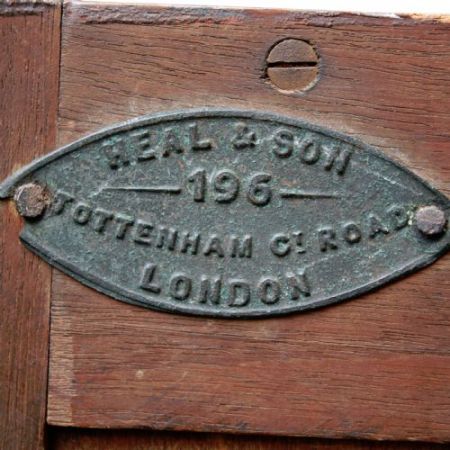 HEAL & SON
196
TOTTENHAM CT ROAD
LONDON